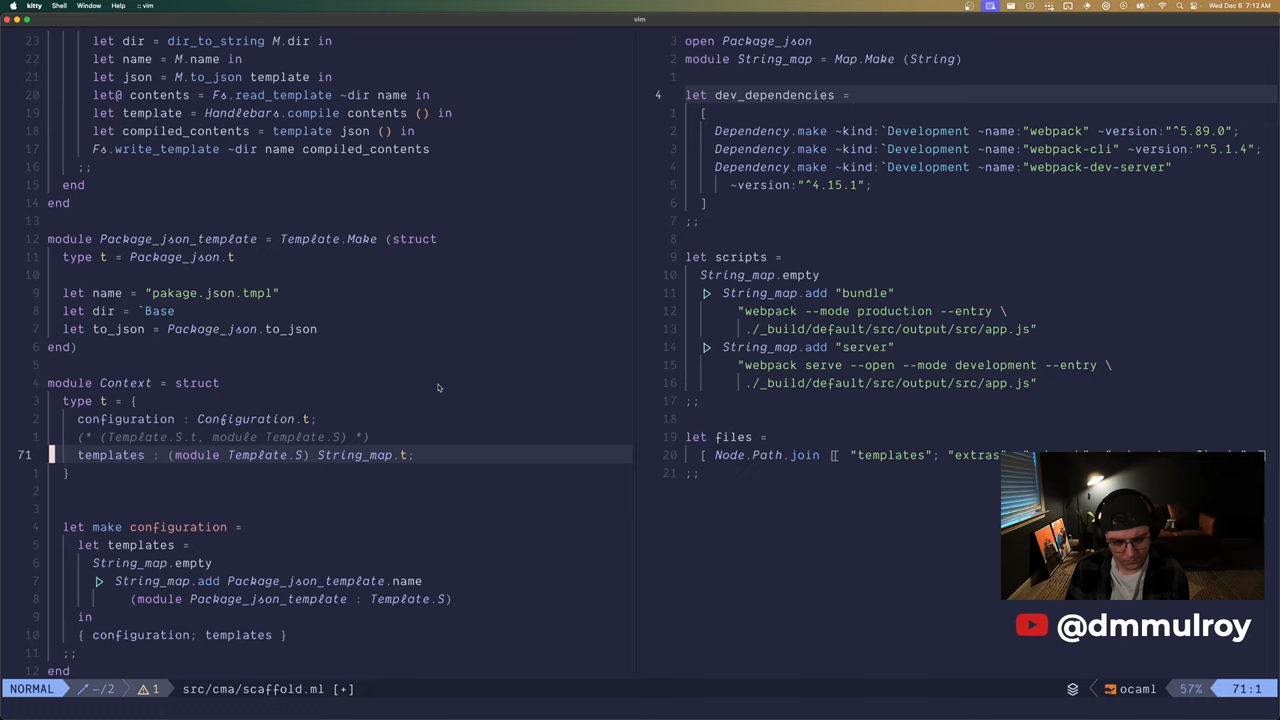 kitty Shell Window Help :: vim
Wed Dec 6 7:12 AM
vim
23 let dir = dir_to_string M.dir in
22 let name = M.name in
21 let json = M.to_json template in
20 let@ contents = Fs.read_template ~dir name in
19 let template = Handlebars.compile contents () in
18 let compiled_contents = template json () in
17 Fs.write_template ~dir name compiled_contents
16 ;;
15 end
14 end
13
12 module Package_json_template = Template.Make (struct
11 type t = Package_json.t
10
9 let name = "pakage.json.tmpl"
8 let dir = `Base
7 let to_json = Package_json.to_json
6 end)
5
4 module Context = struct
3 type t = {
2 configuration : Configuration.t;
1 (* (Template.S.t, module Template.S) *)
71 templates : (module Template.S) String_map.t;
1 }
2
3
4 let make configuration =
5 let templates =
6 String_map.empty
7 ▷ String_map.add Package_json_template.name
8 (module Package_json_template : Template.S)
9 in
10 { configuration; templates }
11 ;;
12 end
3 open Package_json
2 module String_map = Map.Make (String)
1
4 let dev_dependencies =
1 [
2 Dependency.make ~kind:`Development ~name:"webpack" ~version:"^5.89.0";
3 Dependency.make ~kind:`Development ~name:"webpack-cli" ~version:"^5.1.4";
4 Dependency.make ~kind:`Development ~name:"webpack-dev-server"
5 ~version:"^4.15.1";
6 ]
7 ;;
8
9 let scripts =
10 String_map.empty
11 ▷ String_map.add "bundle"
12 "webpack --mode production --entry \
13 ./_build/default/src/output/src/app.js"
14 ▷ String_map.add "server"
15 "webpack serve --open --mode development --entry \
16 ./_build/default/src/output/src/app.js"
17 ;;
18
19 let files =
20 [ Node.Path.join [| "templates"; "extras"
21 ;;
@dmmulroy
NORMAL –/2 1 src/cma/scaffold.ml [+] ocaml 57% 71:1